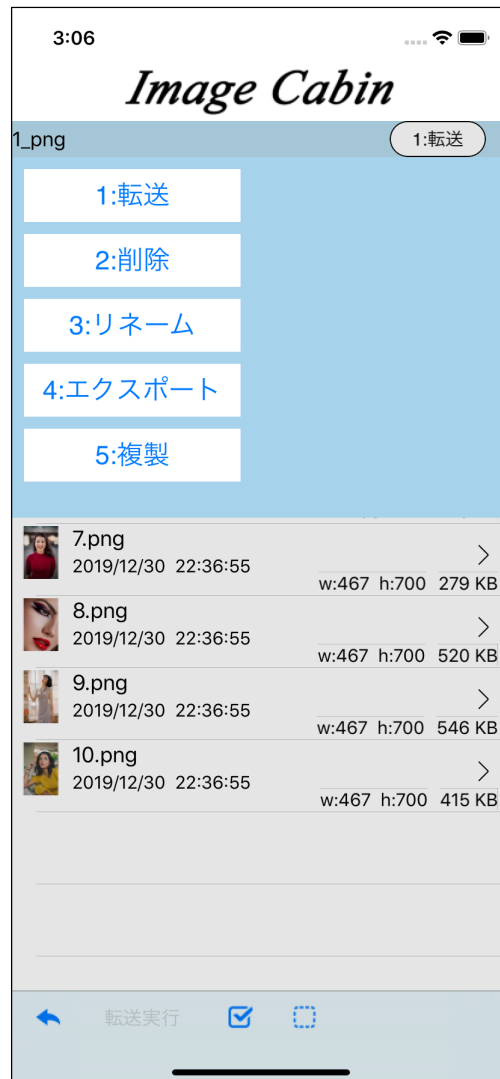 3:06
Image Cabin
1_png
1:転送
1:転送
2:削除
3:リネーム
4:エクスポート
5:複製
7.png
2019/12/30 22:36:55
w:467 h:700 279 KB
8.png
2019/12/30 22:36:55
w:467 h:700 520 KB
9.png
2019/12/30 22:36:55
w:467 h:700 546 KB
10.png
2019/12/30 22:36:55
w:467 h:700 415 KB
転送実行